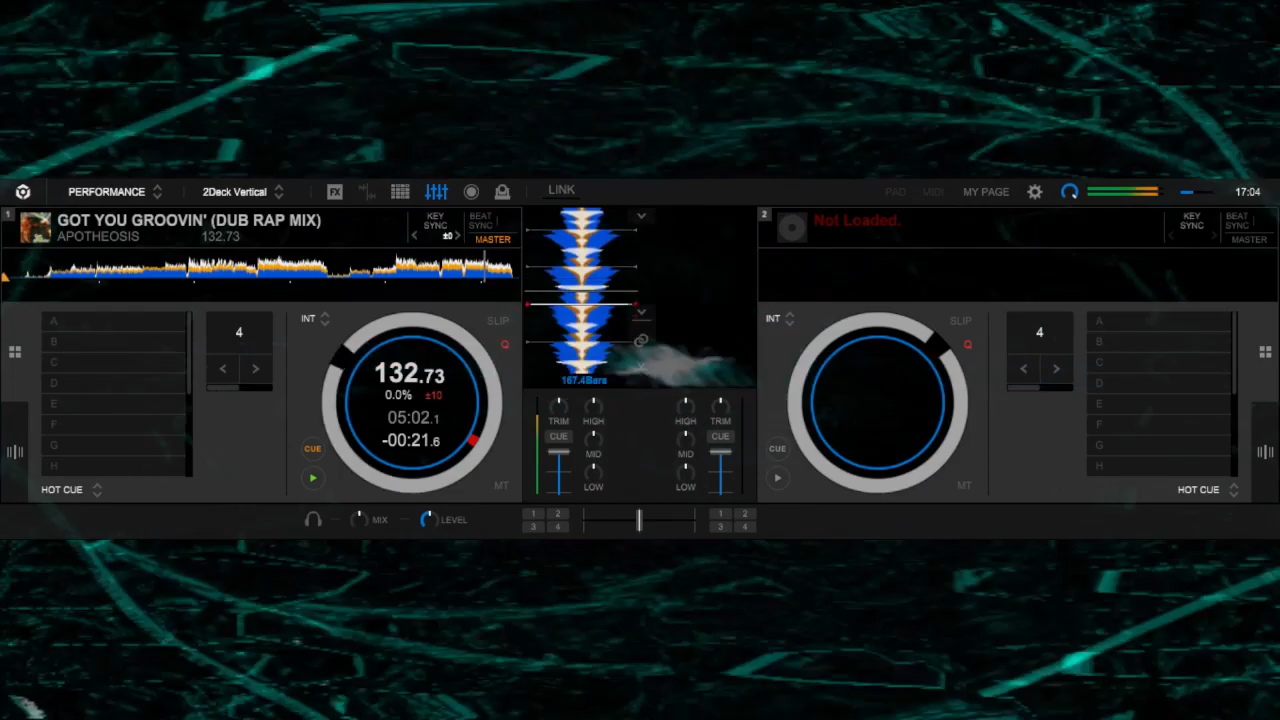 PERFORMANCE 2Deck Vertical FX LINK PAD MIDI MY PAGE 17:04
1 GOT YOU GROOVIN' (DUB RAP MIX) KEY SYNC BEAT SYNC
APOTHEOSIS 132.73 ±0 MASTER
2 Not Loaded. KEY SYNC BEAT SYNC
MASTER
A
B
C
D
E
F
G
H
HOT CUE
4
INT SLIP
Q
132.73
0.0% ±10
05:02.1
-00:21.6
CUE
MT
167.4Bars
TRIM HIGH HIGH TRIM
CUE CUE
MID MID
LOW LOW
INT SLIP
Q
CUE
MT
4
A
B
C
D
E
F
G
H
HOT CUE
MIX LEVEL
1 2 1 2
3 4 3 4